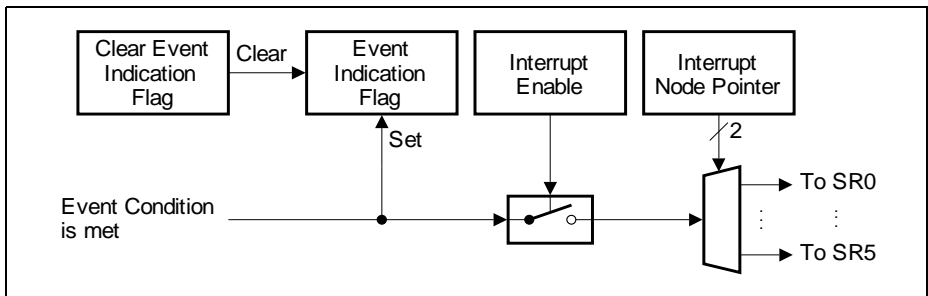 Clear Event
Indication
Flag
Clear
Event
Indication
Flag
Interrupt
Enable
Interrupt
Node Pointer
Set
2
Event Condition
is met
To SR0
To SR5